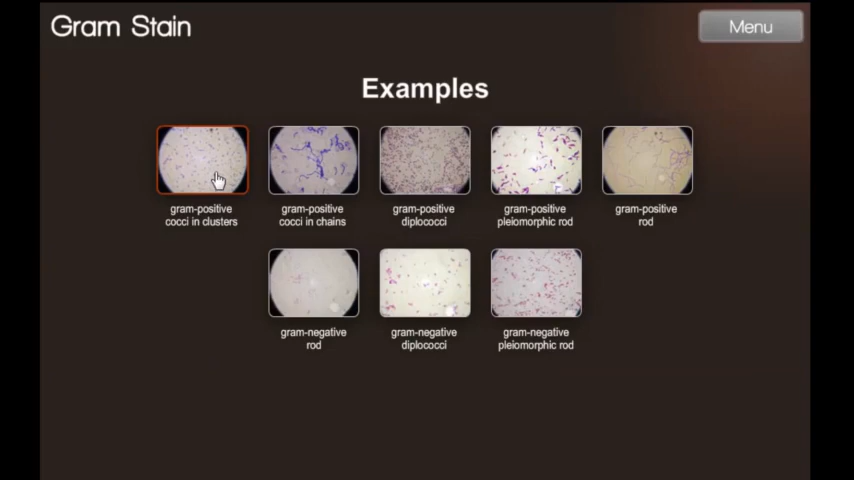 Gram Stain
Menu
Examples
gram-positive
cocci in clusters
gram-positive
cocci in chains
gram-positive
diplococci
gram-positive
pleiomorphic rod
gram-positive
rod
gram-negative
rod
gram-negative
diplococci
gram-negative
pleiomorphic rod